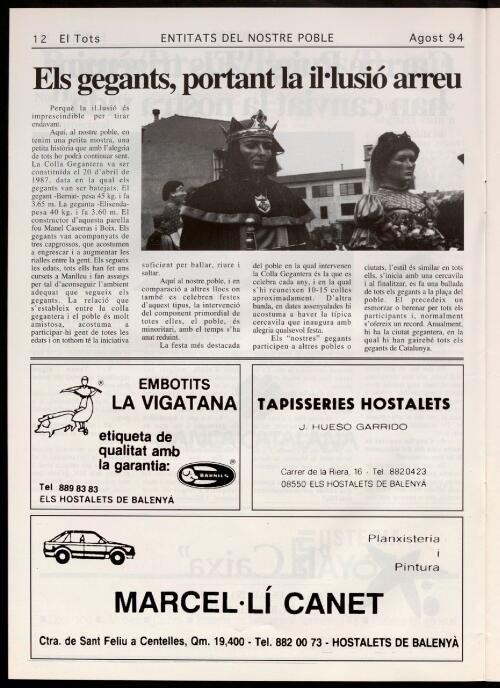 12 El Tots
ENTITATS DEL NOSTRE POBLE
Agost 94
Els gegants, portant la il·lusió arreu
Perquè la il.lusió és
imprescindible per tirar
endavant.
Aquí, al nostre poble, en
tenim una petita mostra, una
petita història que amb l'alegria
de tots ho podrà continuar sent.
La Colla Gegantera va ser
constituïda el 20 d'abril de
1987, data en la qual els
gegants van ser batejats. El
gegant -Bernat- pesa 45 kg. i fa
3.65 m. La geganta -Elisenda-
pesa 40 kg. i fa 3.60 m. El
constructor d'aquesta parella
fou Manel Caserras i Boix. Els
gegants van acompanyats de
tres capgrossos, que acostumen
a engrescar i a augmentar les
rialles entre la gent. Els segueix
les edats, tots ells han fet uns
cursets a Manlleu i fan assaigs
per tal d'aconseguir l'ambient
adequat que segueix els
gegants. La relació que
s'estableix entre la colla
gegantera i el poble és molt
amistosa, acostuma a
participar-hi gent de totes les
edats i on tothom té la iniciativa
suficient per ballar, riure i
saltar.
Aquí al nostre poble, i en
comparació a altres llocs on
també es celebren festes
d'aquest tipus, la intervenció
del component primordial de
totes elles, el poble, és
minoritari, amb el temps s'hi
anat reduint.
La festa més destacada
del poble en la qual intervenen
la Colla Gegantera és la que es
celebra cada any, i en la qual
s'hi reuneixen 10-15 colles
aproximadament. D'altra
banda, en dates assenyalades hi
acostuma a haver la típica
cercavila que inaugura amb
alegria qualsevol festa.
Els "nostres" gegants
participen a altres pobles o
ciutats, l'estil és similar en tots
ells, s'inicia amb una cercavila
i al finalitzar, es fa una ballada
de tots els gegants a la plaça del
poble. El precedeix un
esmorzar o berenar per tots els
participants i, normalment
s'ofereix un record. Anualment,
hi ha la ciutat gegantera, en la
qual hi han gairebé tots els
gegants de Catalunya.
EMBOTITS
LA VIGATANA
etiqueta de
qualitat amb
la garantia:
Tel. 889 83 83
ELS HOSTALETS DE BALENYÁ
TAPISSERIES HOSTALETS
J. HUESO GARRIDO
Carrer de la Riera, 16 - Tel. 8820423
08550 ELS HOSTALETS DE BALENYÁ
Planxisteria
i
Pintura
MARCEL·LÍ CANET
Ctra. de Sant Feliu a Centelles, Qm. 19,400 - Tel. 882 00 73 - HOSTALETS DE BALENYÀ